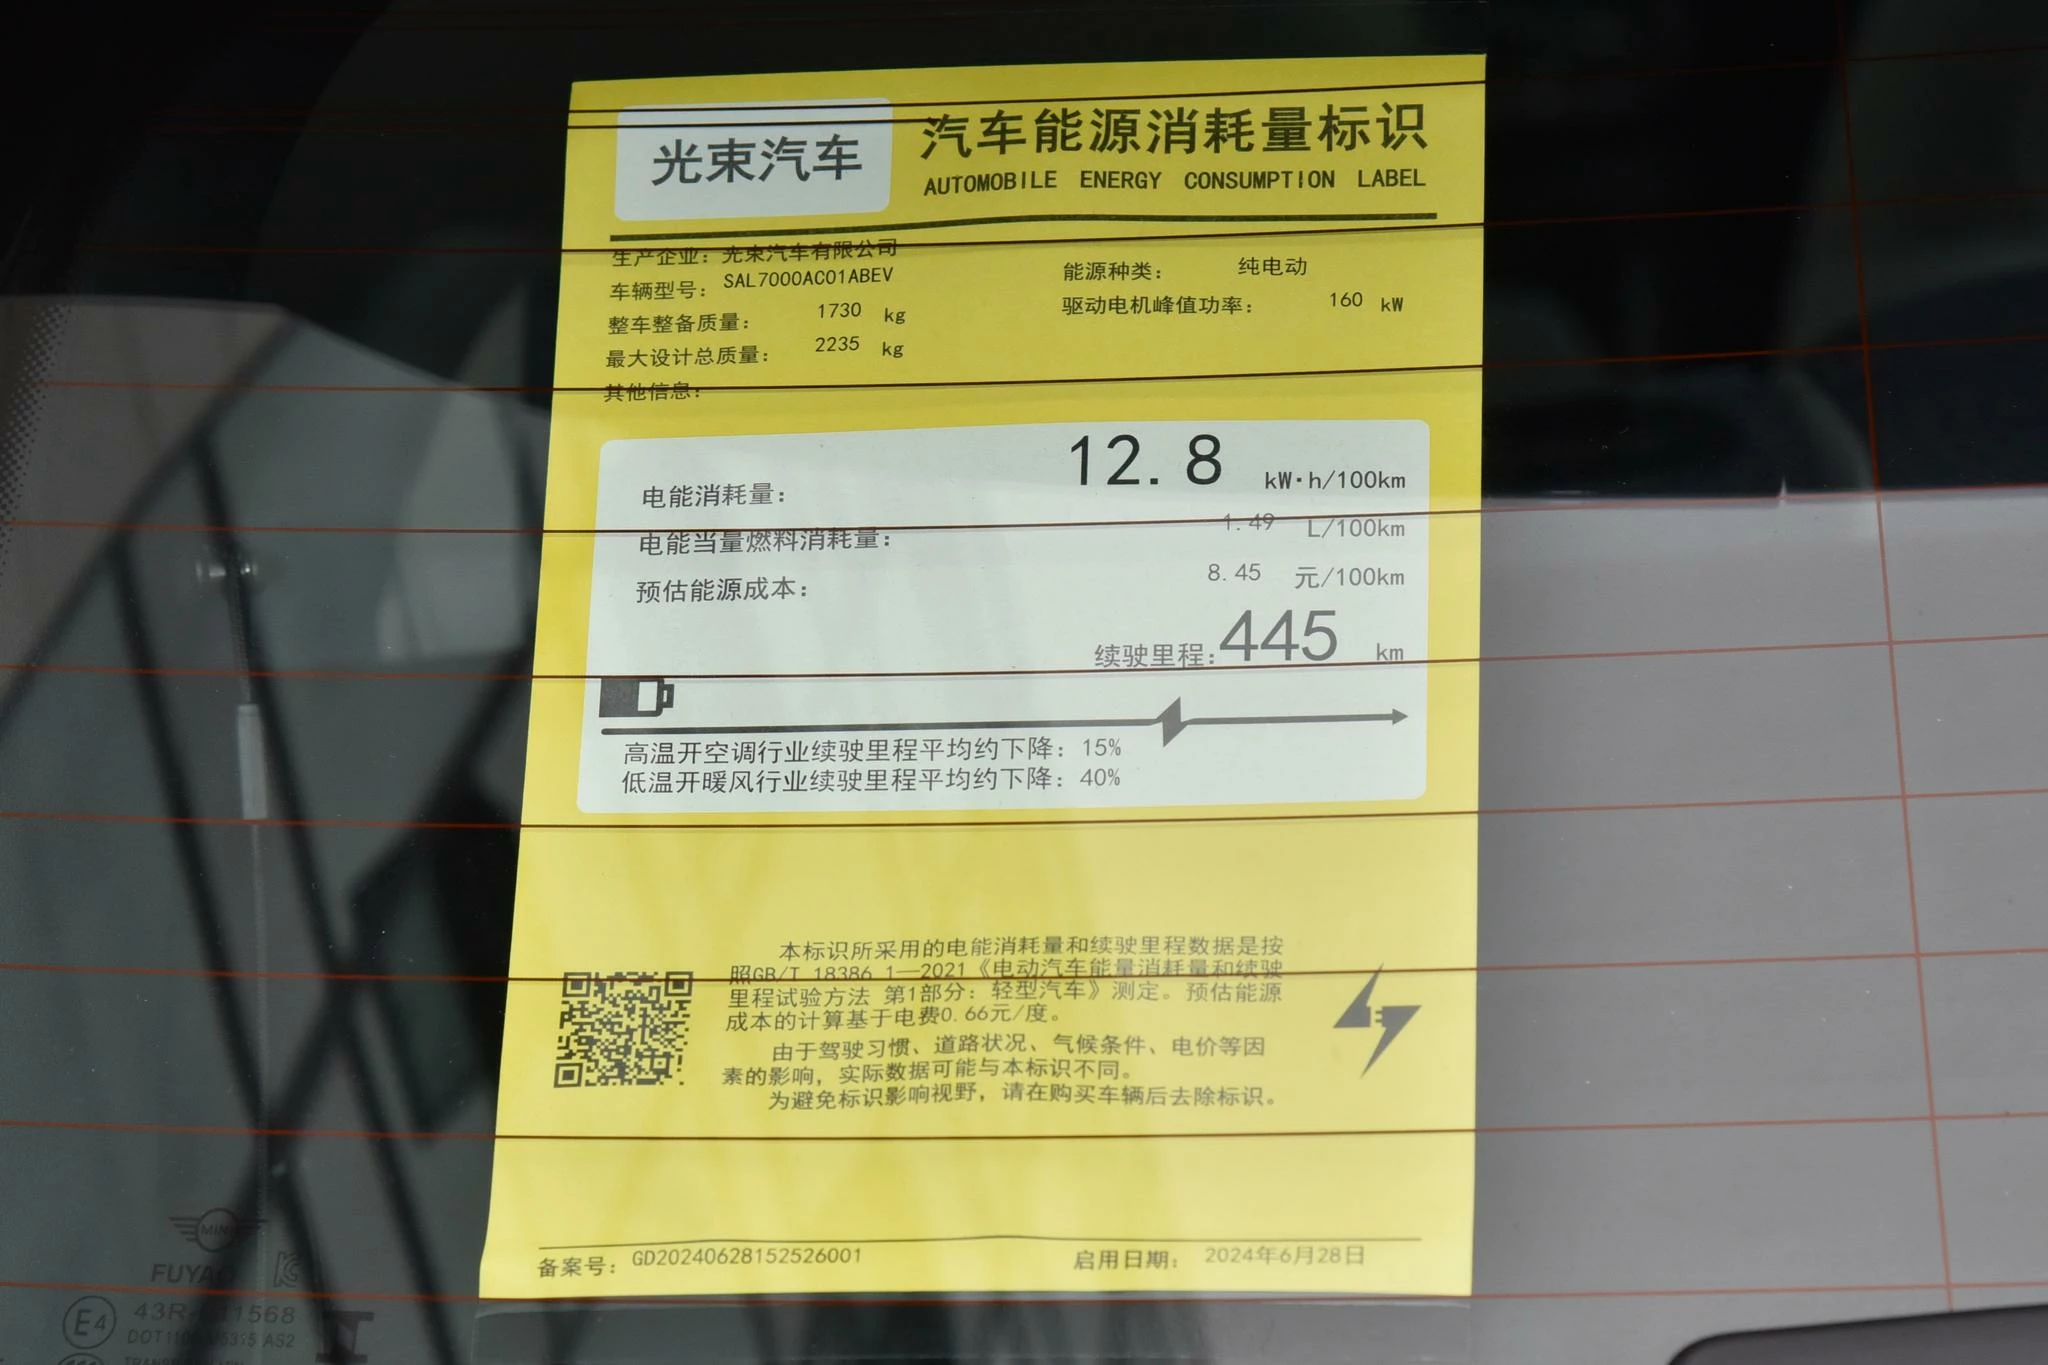 光束汽车
汽车能源消耗量标识
AUTOMOBILE ENERGY CONSUMPTION LABEL
生产企业：光束汽车有限公司
车辆型号：SAL7000AC01ABEV
能源种类：纯电动
整车整备质量：1730 kg
驱动电机峰值功率：160 kW
最大设计总质量：2235 kg
其他信息：
电能消耗量：12.8 kW·h/100km
电能当量燃料消耗量：1.49 L/100km
预估能源成本：8.45 元/100km
续驶里程：445 km
高温开空调行业续驶里程平均约下降：15%
低温开暖风行业续驶里程平均约下降：40%
本标识所采用的电能消耗量和续驶里程数据是按
照GB/T 18386.1—2021《电动汽车能量消耗量和续驶
里程试验方法 第1部分：轻型汽车》测定。预估能源
成本的计算基于电费0.66元/度。
由于驾驶习惯、道路状况、气候条件、电价等因
素的影响，实际数据可能与本标识不同。
为避免标识影响视野，请在购买车辆后去除标识。
备案号：GD20240628152526001
启用日期：2024年6月28日
MINI
E4
AS2